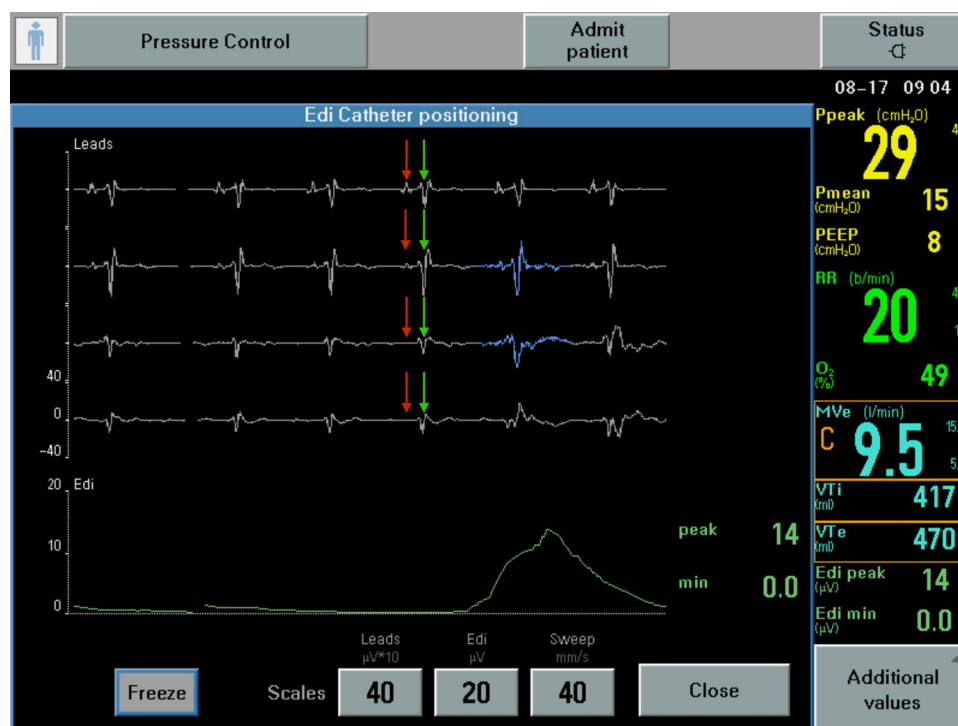 Pressure Control
Admit
patient
Status
08-17 09 04
Edi Catheter positioning
Leads
40
0
-40
20 Edi
10
0
peak 14
min 0.0
Leads Edi Sweep
µV*10 µV mm/s
Freeze Scales 40 20 40 Close
Ppeak (cmH₂O)
29
Pmean
(cmH₂O) 15
PEEP
(cmH₂O) 8
RR (b/min)
20
O₂
(%) 49
MVe (l/min)
C 9.5
VTi
(ml) 417
VTe
(ml) 470
Edi peak
(µV) 14
Edi min
(µV) 0.0
Additional
values